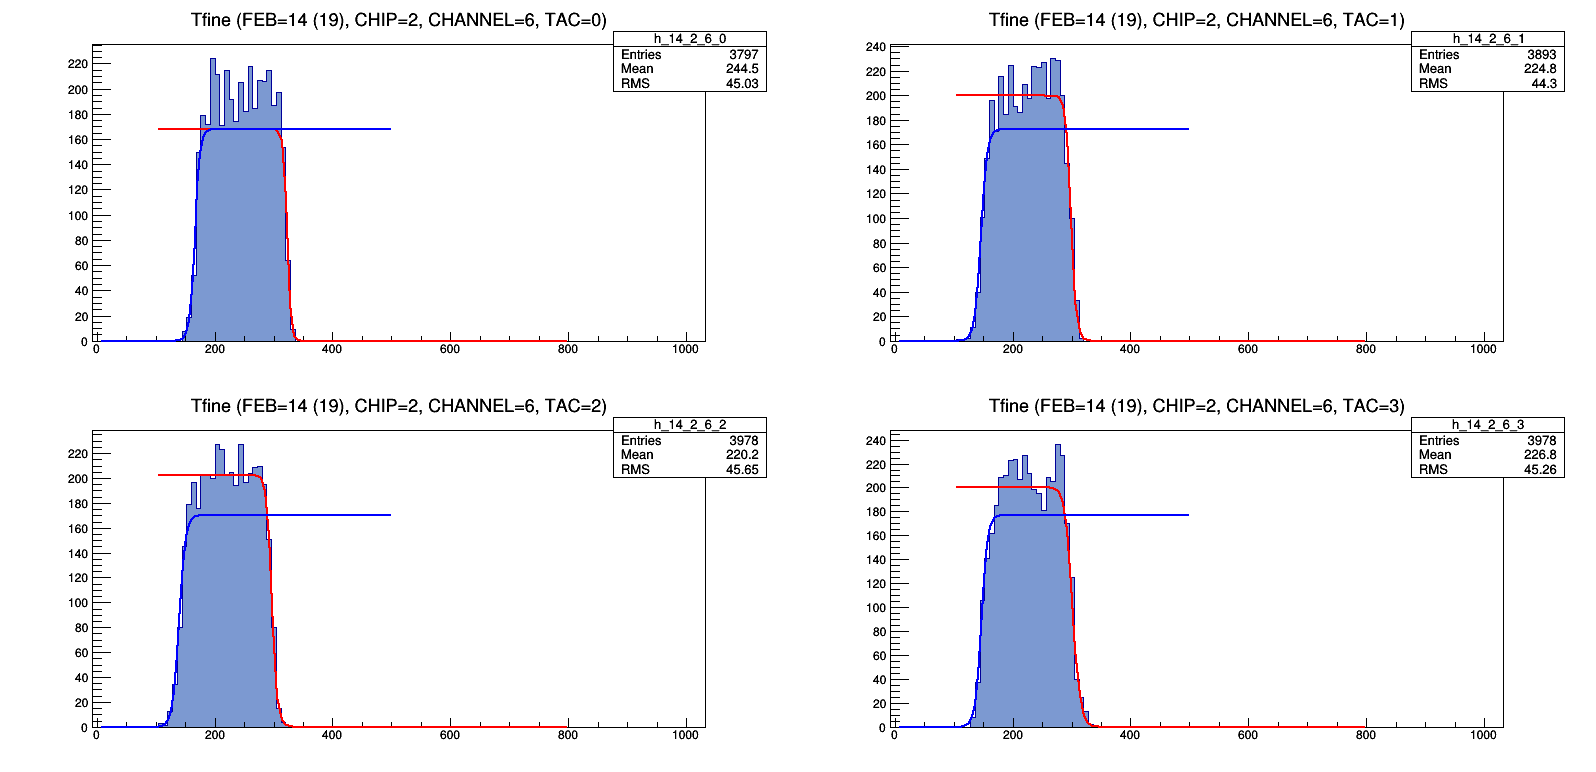 Tfine (FEB=14 (19), CHIP=2, CHANNEL=6, TAC=0)
h_14_2_6_0
Entries 3797
Mean 244.5
RMS 45.03
220
200
180
160
140
120
100
80
60
40
20
0
0 200 400 600 800 1000
Tfine (FEB=14 (19), CHIP=2, CHANNEL=6, TAC=1)
h_14_2_6_1
Entries 3893
Mean 224.8
RMS 44.3
240
220
200
180
160
140
120
100
80
60
40
20
0
0 200 400 600 800 1000
Tfine (FEB=14 (19), CHIP=2, CHANNEL=6, TAC=2)
h_14_2_6_2
Entries 3978
Mean 220.2
RMS 45.65
220
200
180
160
140
120
100
80
60
40
20
0
0 200 400 600 800 1000
Tfine (FEB=14 (19), CHIP=2, CHANNEL=6, TAC=3)
h_14_2_6_3
Entries 3978
Mean 226.8
RMS 45.26
240
220
200
180
160
140
120
100
80
60
40
20
0
0 200 400 600 800 1000